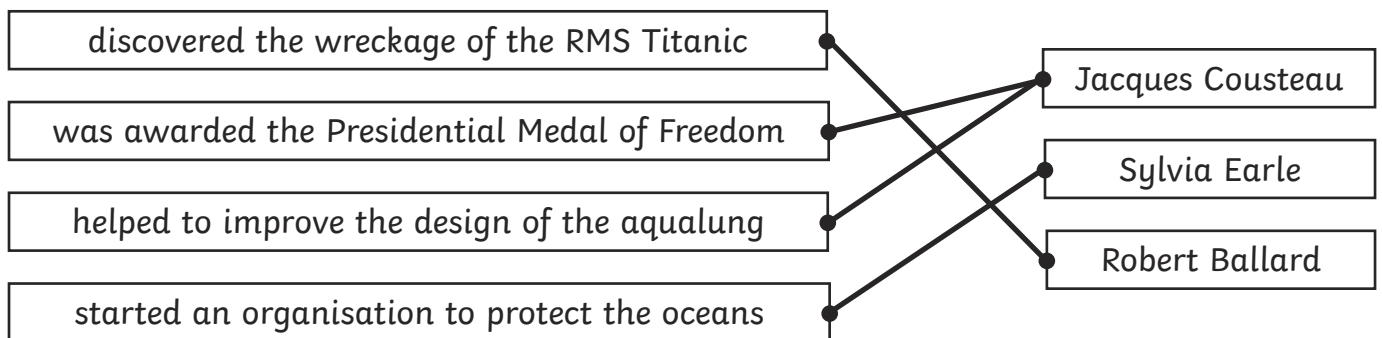 discovered the wreckage of the RMS Titanic
was awarded the Presidential Medal of Freedom
helped to improve the design of the aqualung
started an organisation to protect the oceans
Jacques Cousteau
Sylvia Earle
Robert Ballard